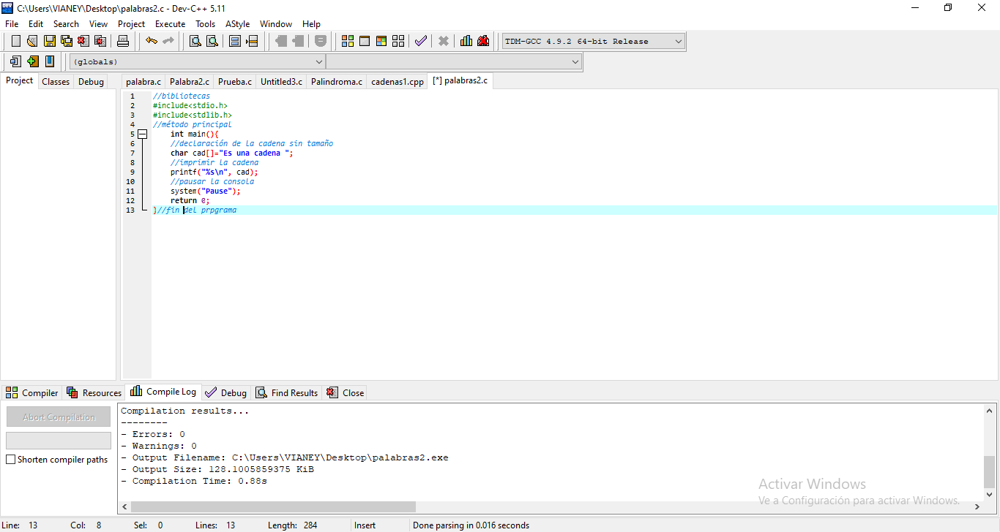 C:\Users\VIANEY\Desktop\palabras2.c - Dev-C++ 5.11
File Edit Search View Project Execute Tools AStyle Window Help
TDM-GCC 4.9.2 64-bit Release
(globals)
Project Classes Debug palabra.c Palabra2.c Prueba.c Untitled3.c Palindroma.c cadenas1.cpp [*] palabras2.c
1 //bibliotecas
2 #include<stdio.h>
3 #include<stdlib.h>
4 //método principal
5 int main(){
6 //declaración de la cadena sin tamaño
7 char cad[]="Es una cadena ";
8 //imprimir la cadena
9 printf("%s\n", cad);
10 //pausar la consola
11 system("Pause");
12 return 0;
13 }//fin del prpgrama
Compiler Resources Compile Log Debug Find Results Close
Abort Compilation
Shorten compiler paths
Compilation results...
--------
- Errors: 0
- Warnings: 0
- Output Filename: C:\Users\VIANEY\Desktop\palabras2.exe
- Output Size: 128.1005859375 KiB
- Compilation Time: 0.88s
Activar Windows
Ve a Configuración para activar Windows.
Line: 13 Col: 8 Sel: 0 Lines: 13 Length: 284 Insert Done parsing in 0.016 seconds